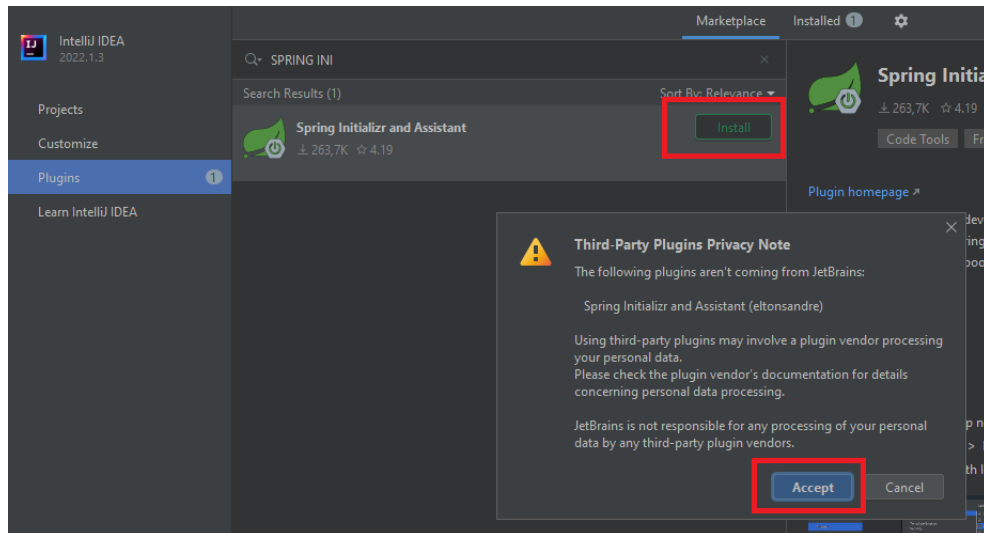 IntelliJ IDEA
2022.1.3
Projects
Customize
Plugins 1
Learn IntelliJ IDEA
Marketplace Installed 1
SPRING INI
Search Results (1) Sort By: Relevance
Spring Initializr and Assistant
263,7K 4.19
Install
Spring Initia
263,7K 4.19
Code Tools Fr
Plugin homepage
dev
ring
boo
Third-Party Plugins Privacy Note
The following plugins aren't coming from JetBrains:
Spring Initializr and Assistant (eltonsandre)
Using third-party plugins may involve a plugin vendor processing
your personal data.
Please check the plugin vendor's documentation for details
concerning personal data processing.
JetBrains is not responsible for any processing of your personal
data by any third-party plugin vendors.
Accept Cancel
p n
>
th l